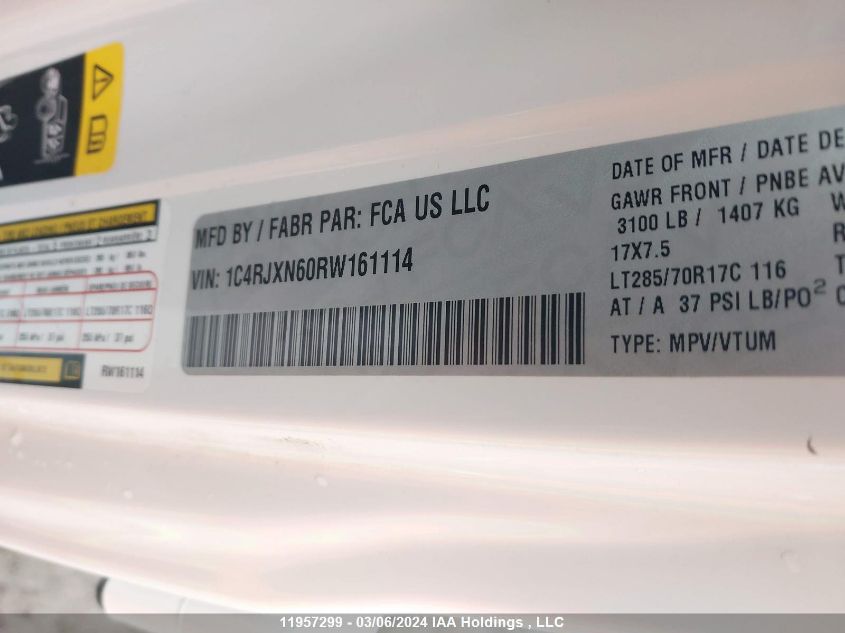 MFD BY / FABR PAR: FCA US LLC
VIN: 1C4RJXN60RW161114
DATE OF MFR / DATE DE
GAWR FRONT / PNBE AV
3100 LB / 1407 KG W
17X7.5 R
LT285/70R17C 116 T
AT / A 37 PSI LB/PO² C
TYPE: MPV/VTUM
RW161114
11957299 - 03/06/2024 IAA Holdings , LLC